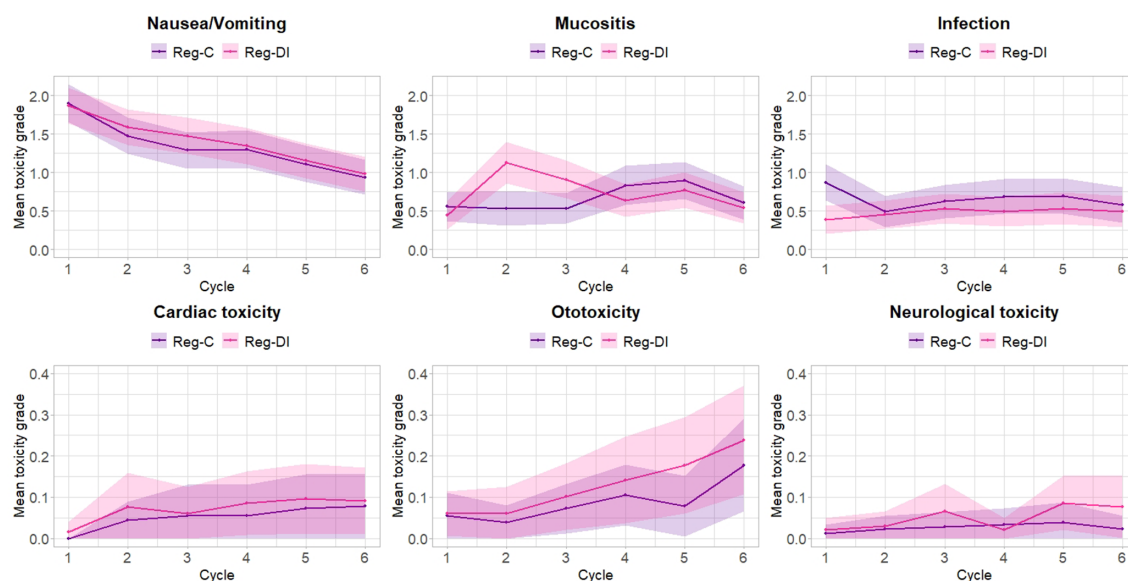 Nausea/Vomiting
Reg-C Reg-DI
Mean toxicity grade
2.0
1.5
1.0
0.5
0.0
1 2 3 4 5 6
Cycle
Mucositis
Reg-C Reg-DI
Mean toxicity grade
2.0
1.5
1.0
0.5
0.0
1 2 3 4 5 6
Cycle
Infection
Reg-C Reg-DI
Mean toxicity grade
2.0
1.5
1.0
0.5
0.0
1 2 3 4 5 6
Cycle
Cardiac toxicity
Reg-C Reg-DI
Mean toxicity grade
0.4
0.3
0.2
0.1
0.0
1 2 3 4 5 6
Cycle
Ototoxicity
Reg-C Reg-DI
Mean toxicity grade
0.4
0.3
0.2
0.1
0.0
1 2 3 4 5 6
Cycle
Neurological toxicity
Reg-C Reg-DI
Mean toxicity grade
0.4
0.3
0.2
0.1
0.0
1 2 3 4 5 6
Cycle